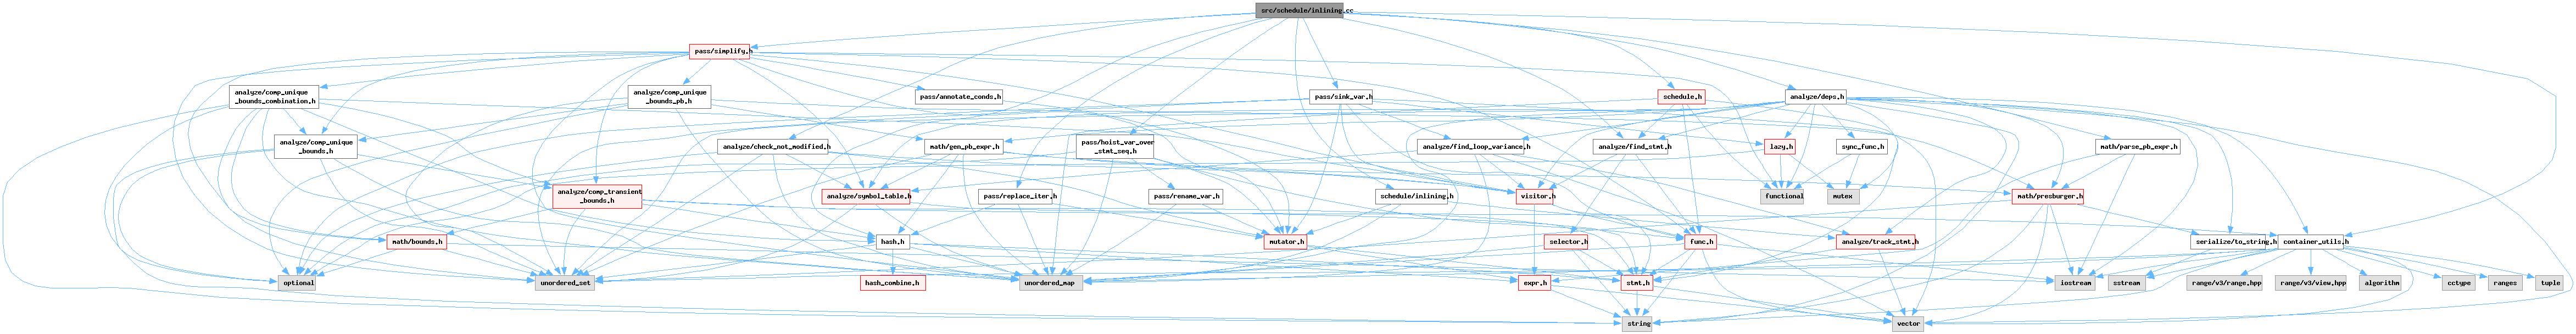 src/schedule/inlining.cc
pass/simplify.h
analyze/comp_unique
_bounds_combination.h
analyze/comp_unique
_bounds_pb.h
pass/annotate_conds.h
pass/sink_var.h
schedule.h
analyze/deps.h
analyze/comp_unique
_bounds.h
analyze/check_not_modified.h
math/gen_pb_expr.h
pass/hoist_var_over
_stmt_seq.h
analyze/find_loop_variance.h
analyze/find_stmt.h
lazy.h
sync_func.h
math/parse_pb_expr.h
analyze/comp_transient
_bounds.h
analyze/symbol_table.h
pass/replace_iter.h
pass/rename_var.h
schedule/inlining.h
visitor.h
functional
mutex
math/presburger.h
math/bounds.h
hash.h
mutator.h
selector.h
func.h
analyze/track_stmt.h
serialize/to_string.h
container_utils.h
optional
unordered_set
hash_combine.h
unordered_map
expr.h
stmt.h
iostream
sstream
range/v3/range.hpp
range/v3/view.hpp
algorithm
cctype
ranges
tuple
string
vector